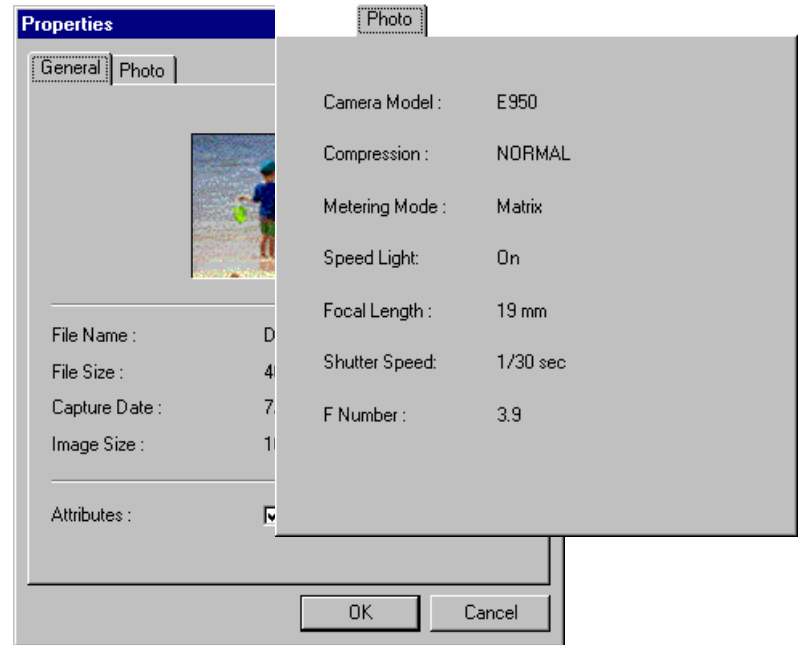 Properties
General Photo
File Name :
File Size :
Capture Date :
Image Size :
Attributes :
OK Cancel
Photo
Camera Model : E950
Compression : NORMAL
Metering Mode : Matrix
Speed Light: On
Focal Length : 19 mm
Shutter Speed: 1/30 sec
F Number : 3.9